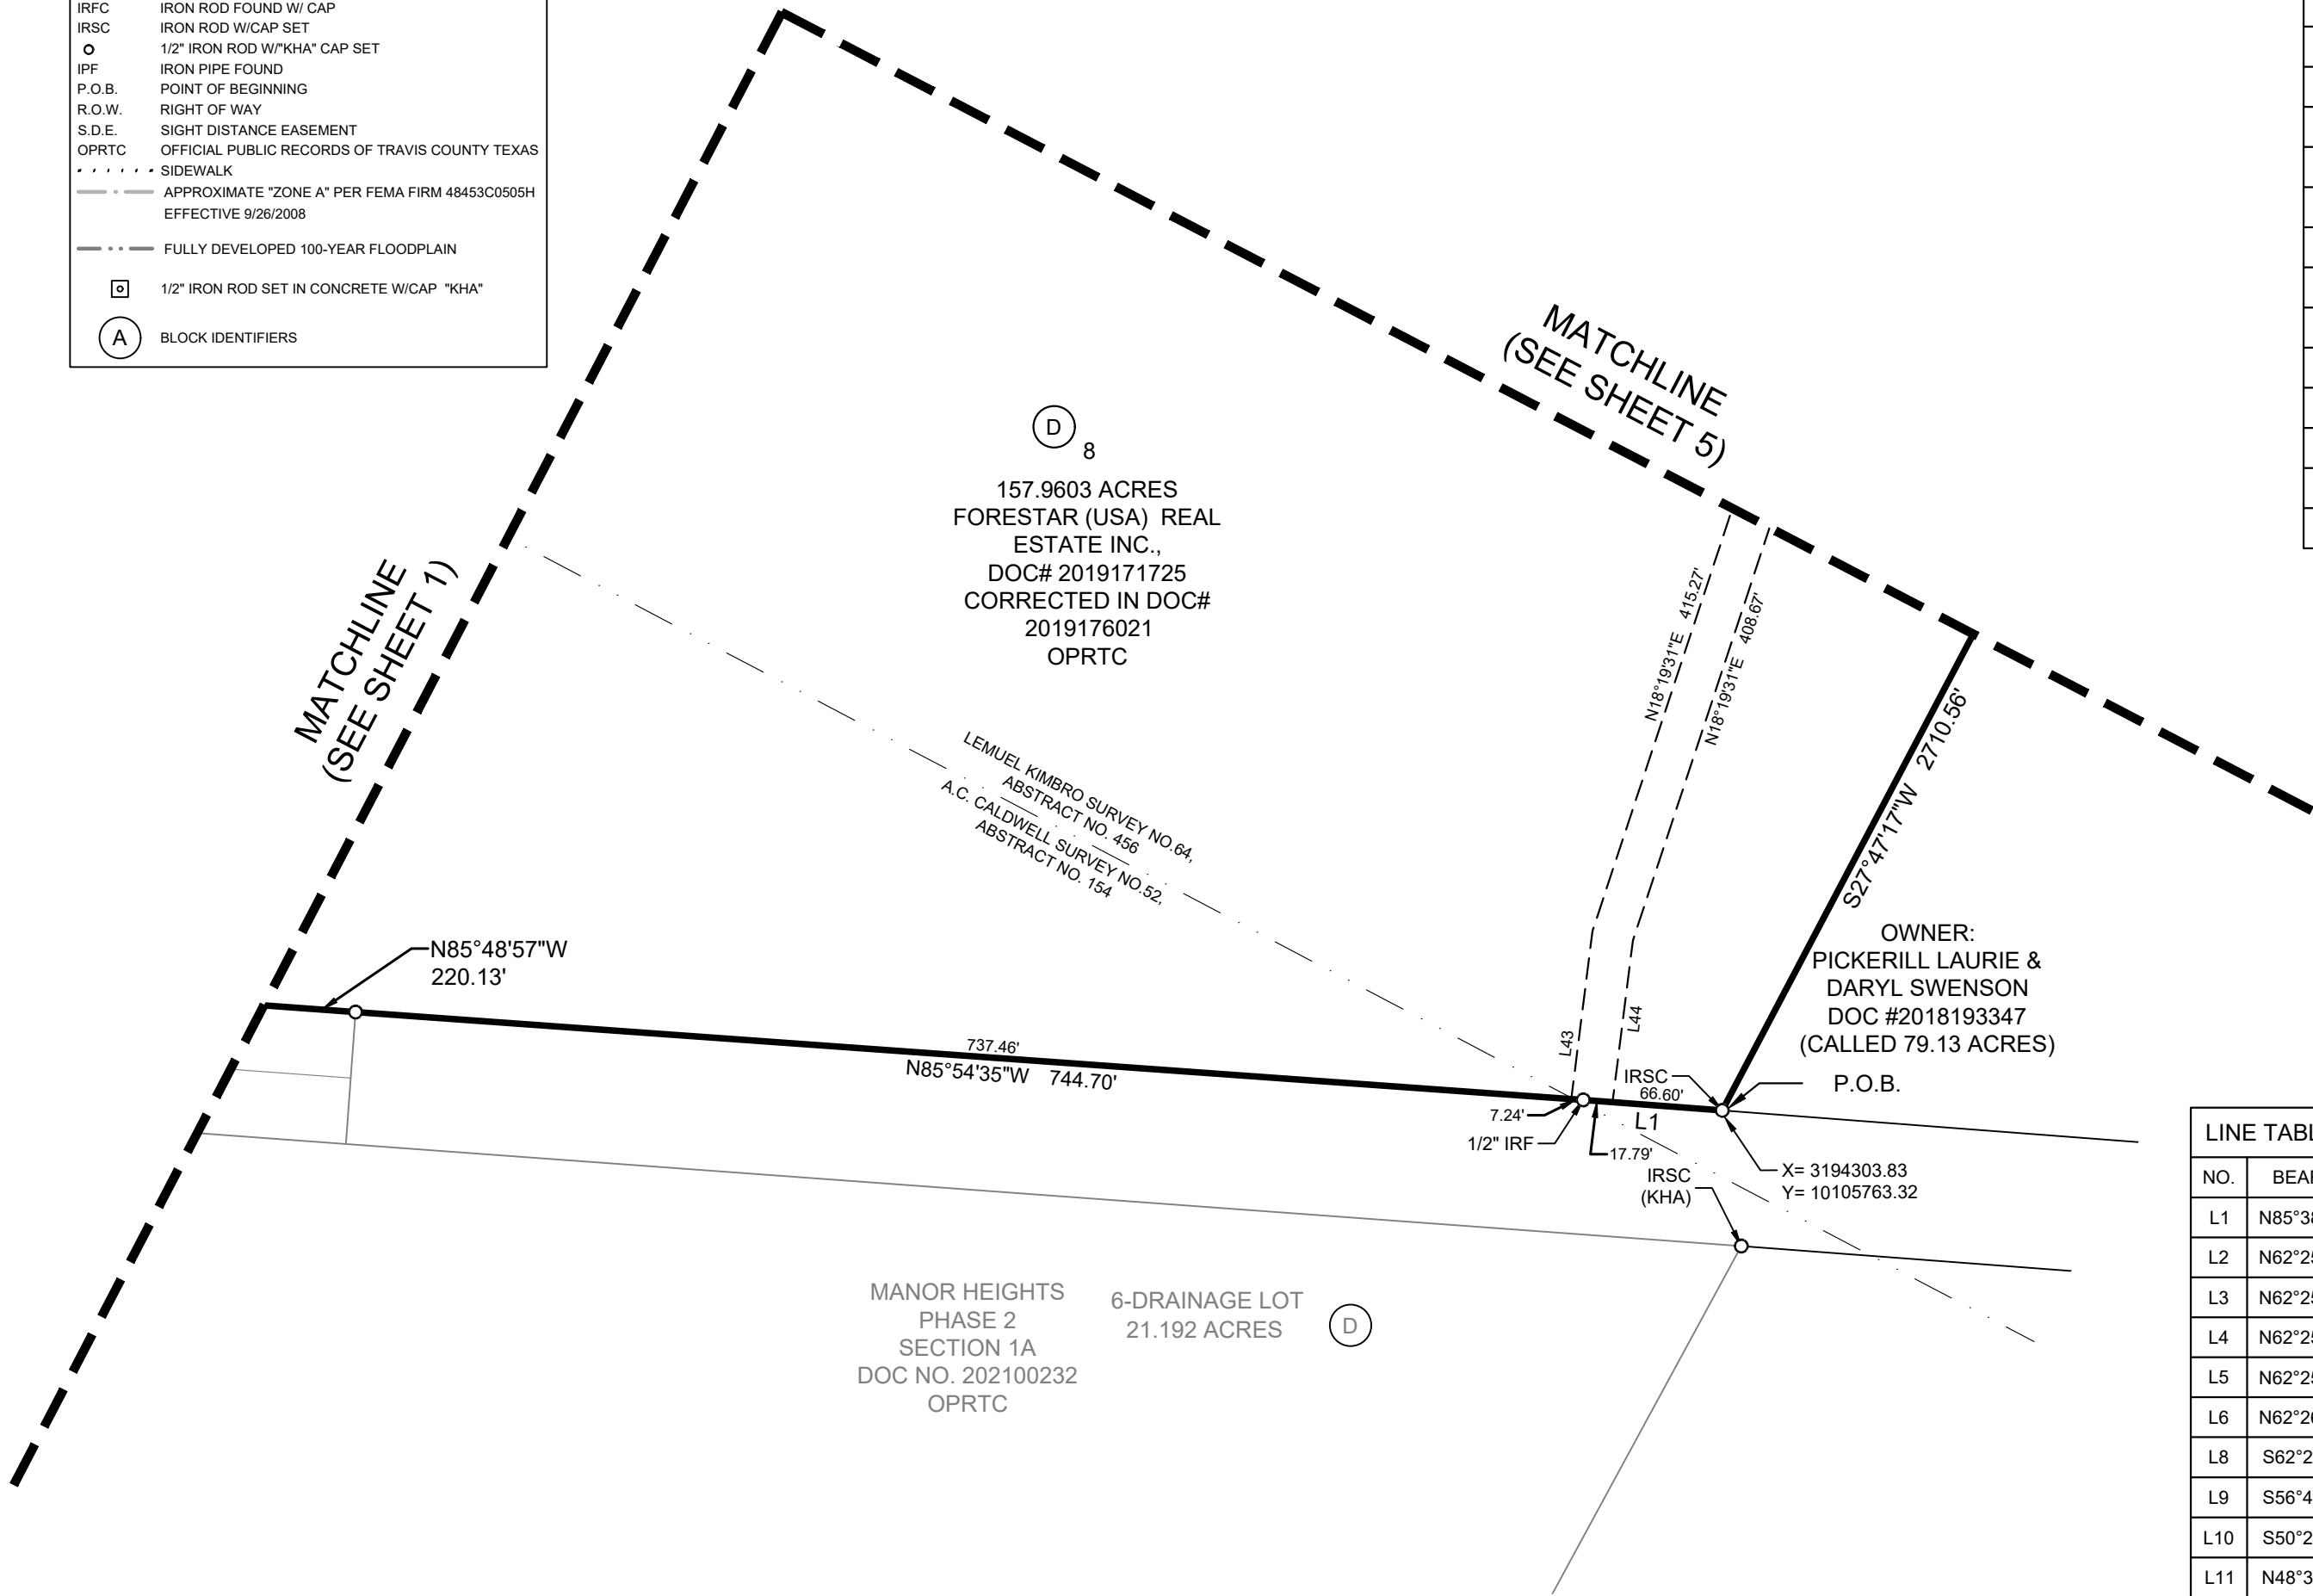 IRFC IRON ROD FOUND W/ CAP
IRSC IRON ROD W/CAP SET
1/2" IRON ROD W/"KHA" CAP SET
IPF IRON PIPE FOUND
P.O.B. POINT OF BEGINNING
R.O.W. RIGHT OF WAY
S.D.E. SIGHT DISTANCE EASEMENT
OPRTC OFFICIAL PUBLIC RECORDS OF TRAVIS COUNTY TEXAS
SIDEWALK
APPROXIMATE "ZONE A" PER FEMA FIRM 48453C0505H
EFFECTIVE 9/26/2008
FULLY DEVELOPED 100-YEAR FLOODPLAIN
1/2" IRON ROD SET IN CONCRETE W/CAP "KHA"
A BLOCK IDENTIFIERS
MATCHLINE
(SEE SHEET 5)
D
8
157.9603 ACRES
FORESTAR (USA) REAL
ESTATE INC.,
DOC# 2019171725
CORRECTED IN DOC#
2019176021
OPRTC
MATCHLINE
(SEE SHEET 1)
N18°19'31"E 415.27'
N18°19'31"E 408.67'
S27°47'17"W 2710.56'
LEMUEL KIMBRO SURVEY NO.64,
ABSTRACT NO. 456
A.C. CALDWELL SURVEY NO.52,
ABSTRACT NO. 154
N85°48'57"W
220.13'
OWNER:
PICKERILL LAURIE &
DARYL SWENSON
DOC #2018193347
(CALLED 79.13 ACRES)
L43
L44
737.46'
N85°54'35"W 744.70'
IRSC
66.60'
P.O.B.
7.24'
L1
1/2" IRF
17.79'
IRSC
(KHA)
X= 3194303.83
Y= 10105763.32
MANOR HEIGHTS
PHASE 2
SECTION 1A
DOC NO. 202100232
OPRTC
6-DRAINAGE LOT
21.192 ACRES
D
LINE
NO.
L1 N85°38
L2 N62°25
L3 N62°25
L4 N62°25
L5 N62°25
L6 N62°26
L8 S62°2
L9 S56°4
L10 S50°2
L11 N48°3